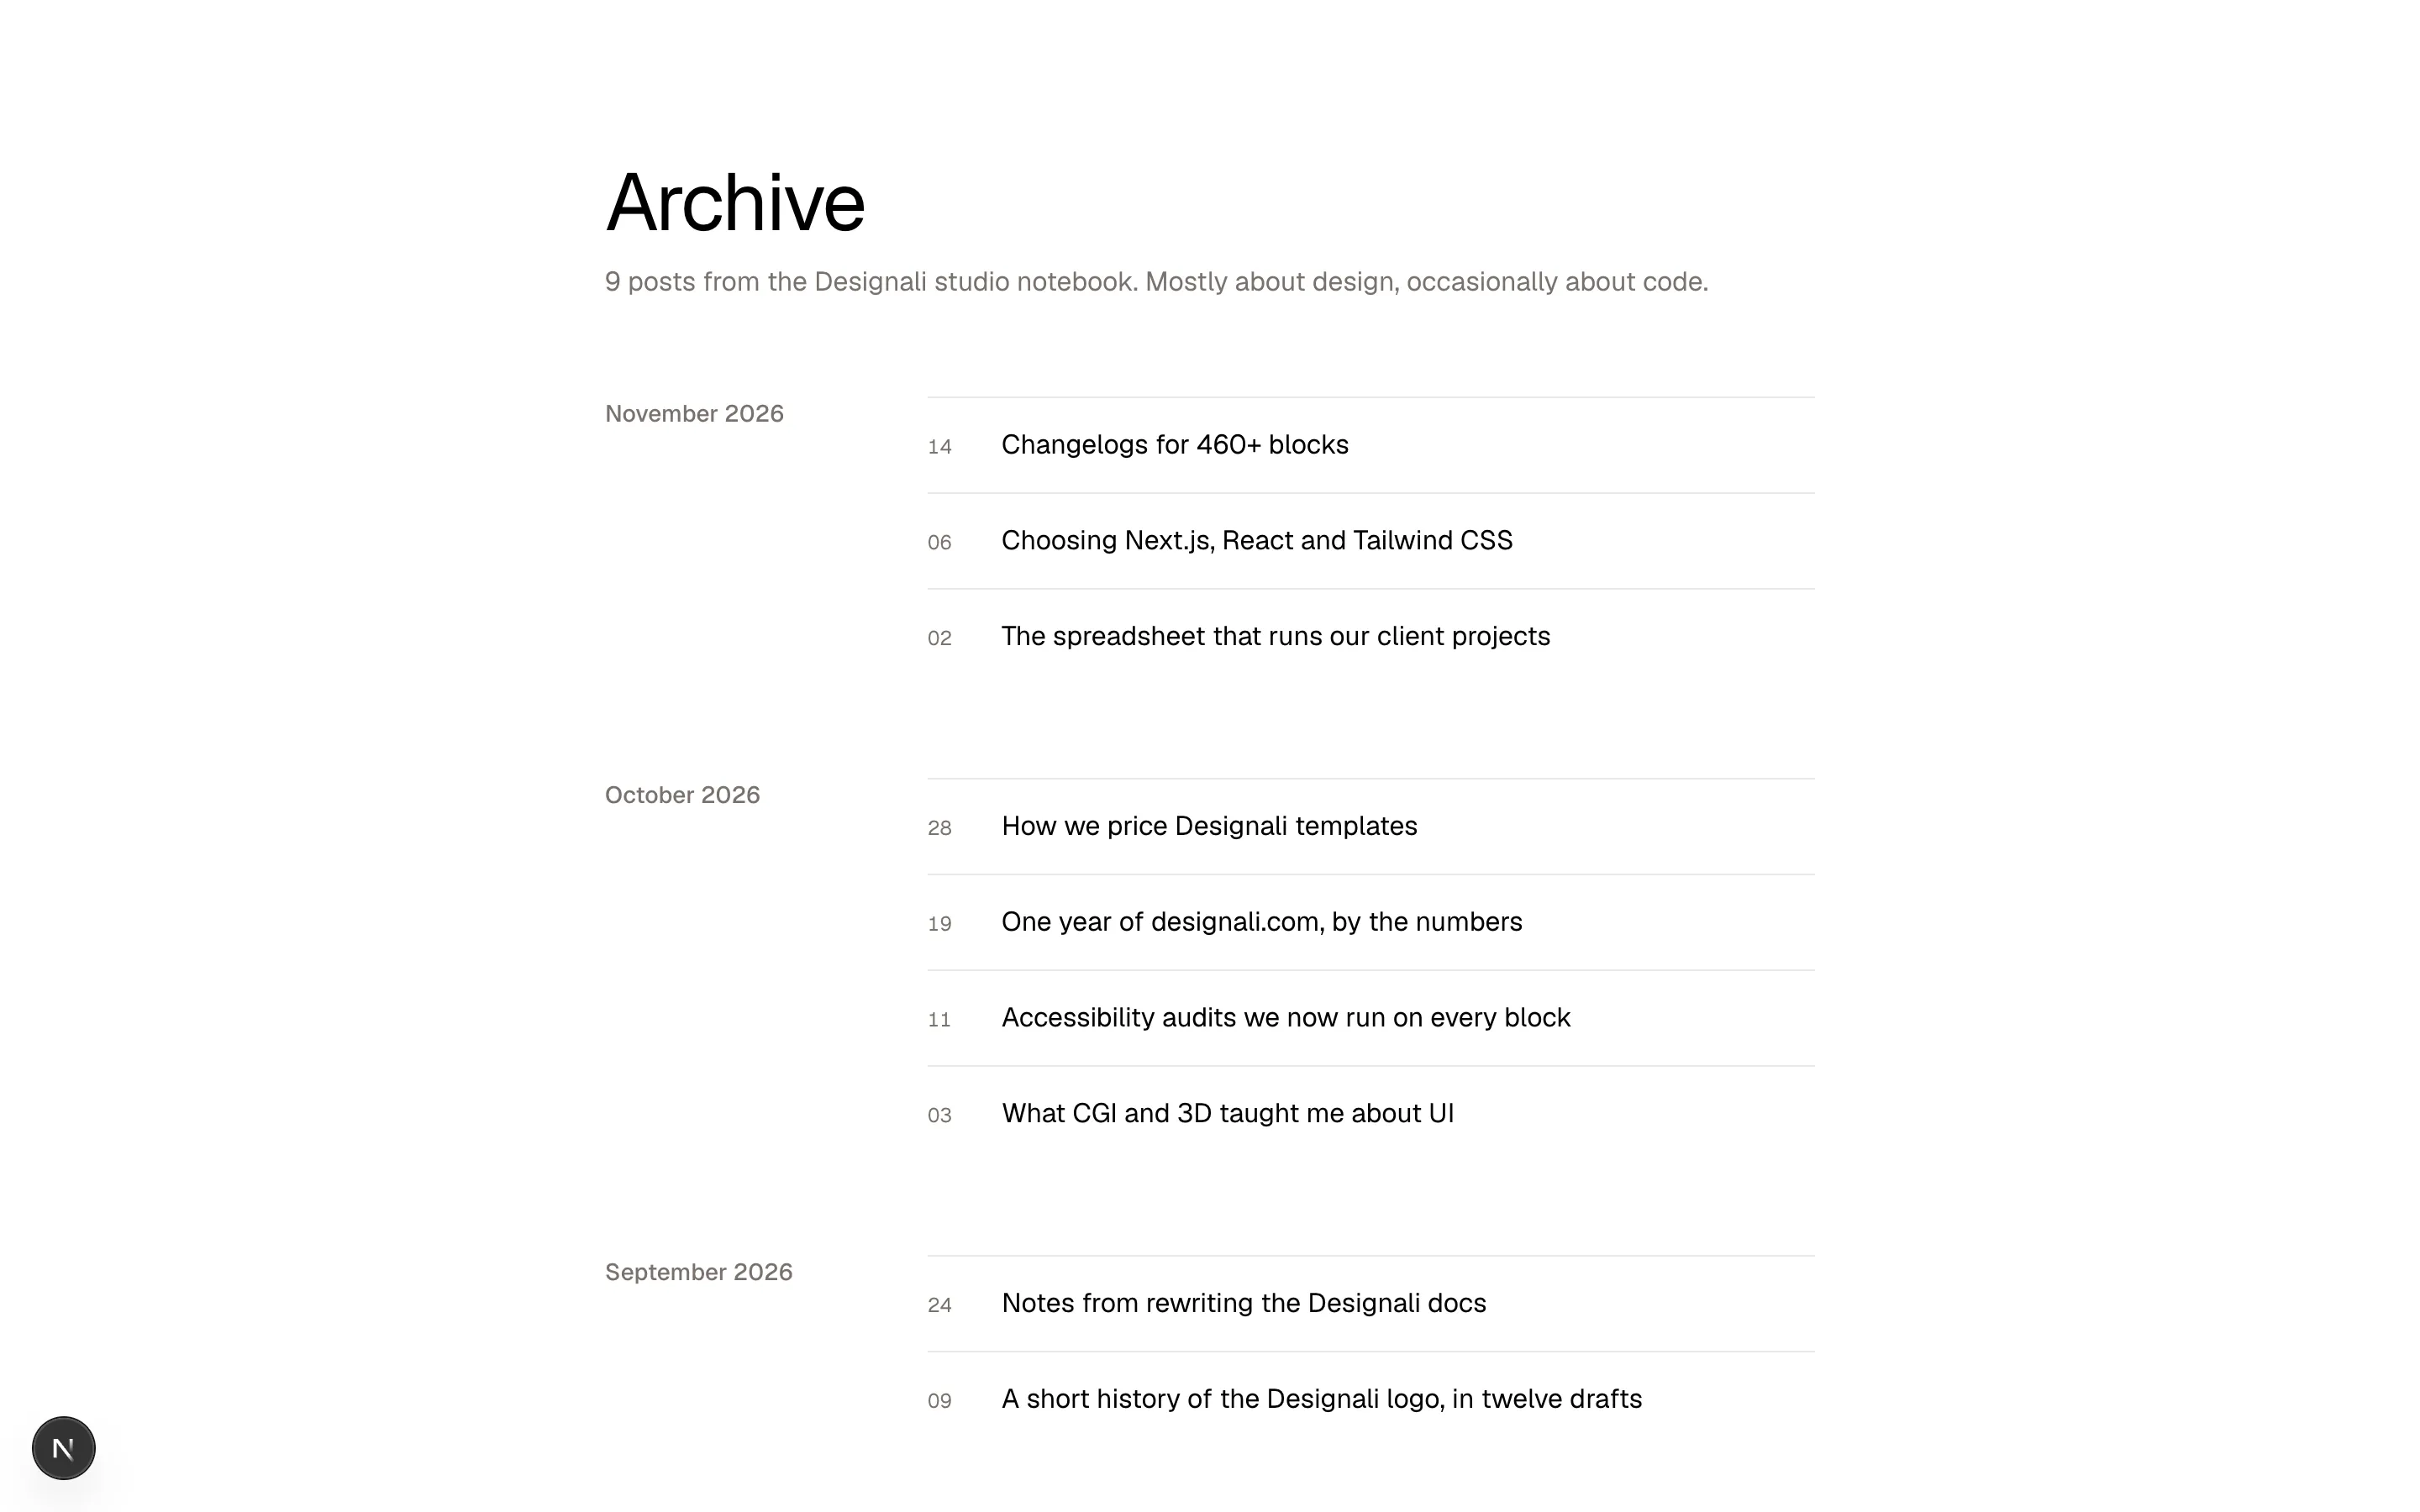 Archive
9 posts from the Designali studio notebook. Mostly about design, occasionally about code.
November 2026
14 Changelogs for 460+ blocks
06 Choosing Next.js, React and Tailwind CSS
02 The spreadsheet that runs our client projects
October 2026
28 How we price Designali templates
19 One year of designali.com, by the numbers
11 Accessibility audits we now run on every block
03 What CGI and 3D taught me about UI
September 2026
24 Notes from rewriting the Designali docs
09 A short history of the Designali logo, in twelve drafts
N